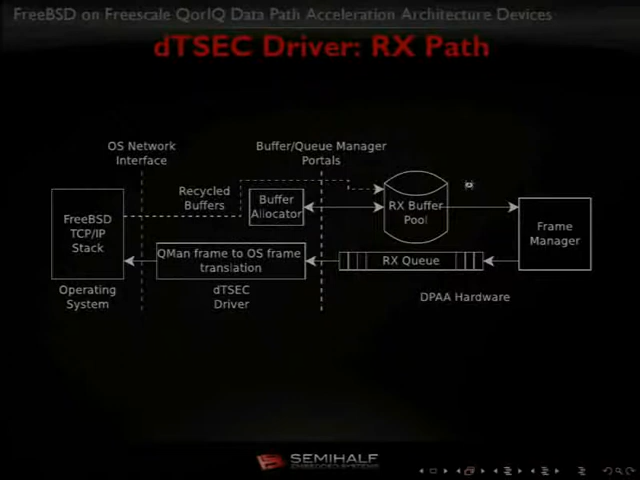 FreeBSD on Freescale QorIQ Data Path Acceleration Architecture Devices
dTSEC Driver: RX Path
OS Network
Interface
Buffer/Queue Manager
Portals
Recycled
Buffers
Buffer
Allocator
RX Buffer
Pool
FreeBSD
TCP/IP
Stack
Frame
Manager
QMan frame to OS frame
translation
RX Queue
Operating
System
dTSEC
Driver
DPAA Hardware
SEMIHALF
EMBEDDED SYSTEMS